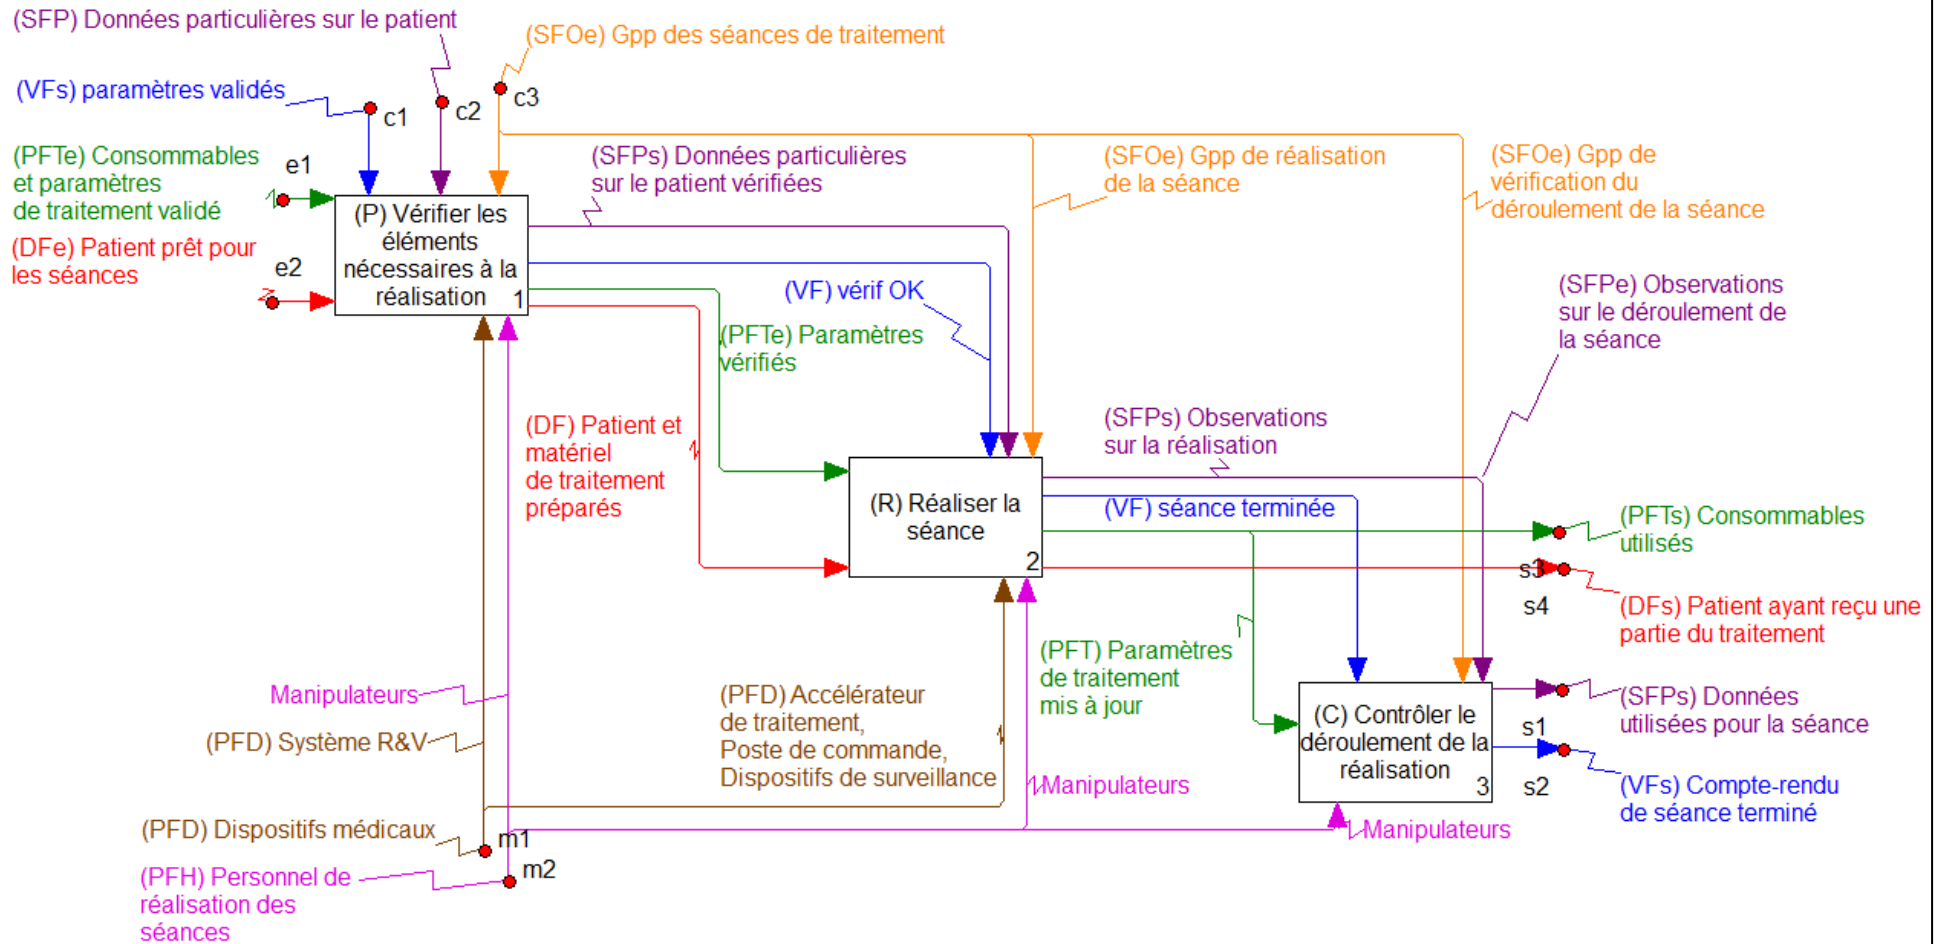 (SFP) Données particulières sur le patient
(SFOe) Gpp des séances de traitement
(VFs) paramètres validés
c1
c2
c3
(PFTe) Consommables
et paramètres
de traitement validé
e1
(DFe) Patient prêt pour
les séances
e2
(P) Vérifier les
éléments
nécessaires à la
réalisation
1
(SFPs) Données particulières
sur le patient vérifiées
(SFOe) Gpp de réalisation
de la séance
(SFOe) Gpp de
vérification du
déroulement de la séance
(VF) vérif OK
(PFTe) Paramètres
vérifiés
(SFPe) Observations
sur le déroulement de
la séance
(DF) Patient et
matériel
de traitement
préparés
(SFPs) Observations
sur la réalisation
(R) Réaliser la
séance
2
(VF) séance terminée
(PFTs) Consommables
utilisés
s3
s4
(DFs) Patient ayant reçu une
partie du traitement
(PFT) Paramètres
de traitement
mis à jour
Manipulateurs
(PFD) Système R&V
(PFD) Accélérateur
de traitement,
Poste de commande,
Dispositifs de surveillance
Manipulateurs
(C) Contrôler le
déroulement de la
réalisation
3
(SFPs) Données
utilisées pour la séance
s1
s2
(VFs) Compte-rendu
de séance terminé
(PFD) Dispositifs médicaux
m1
Manipulateurs
(PFH) Personnel de
réalisation des
séances
m2